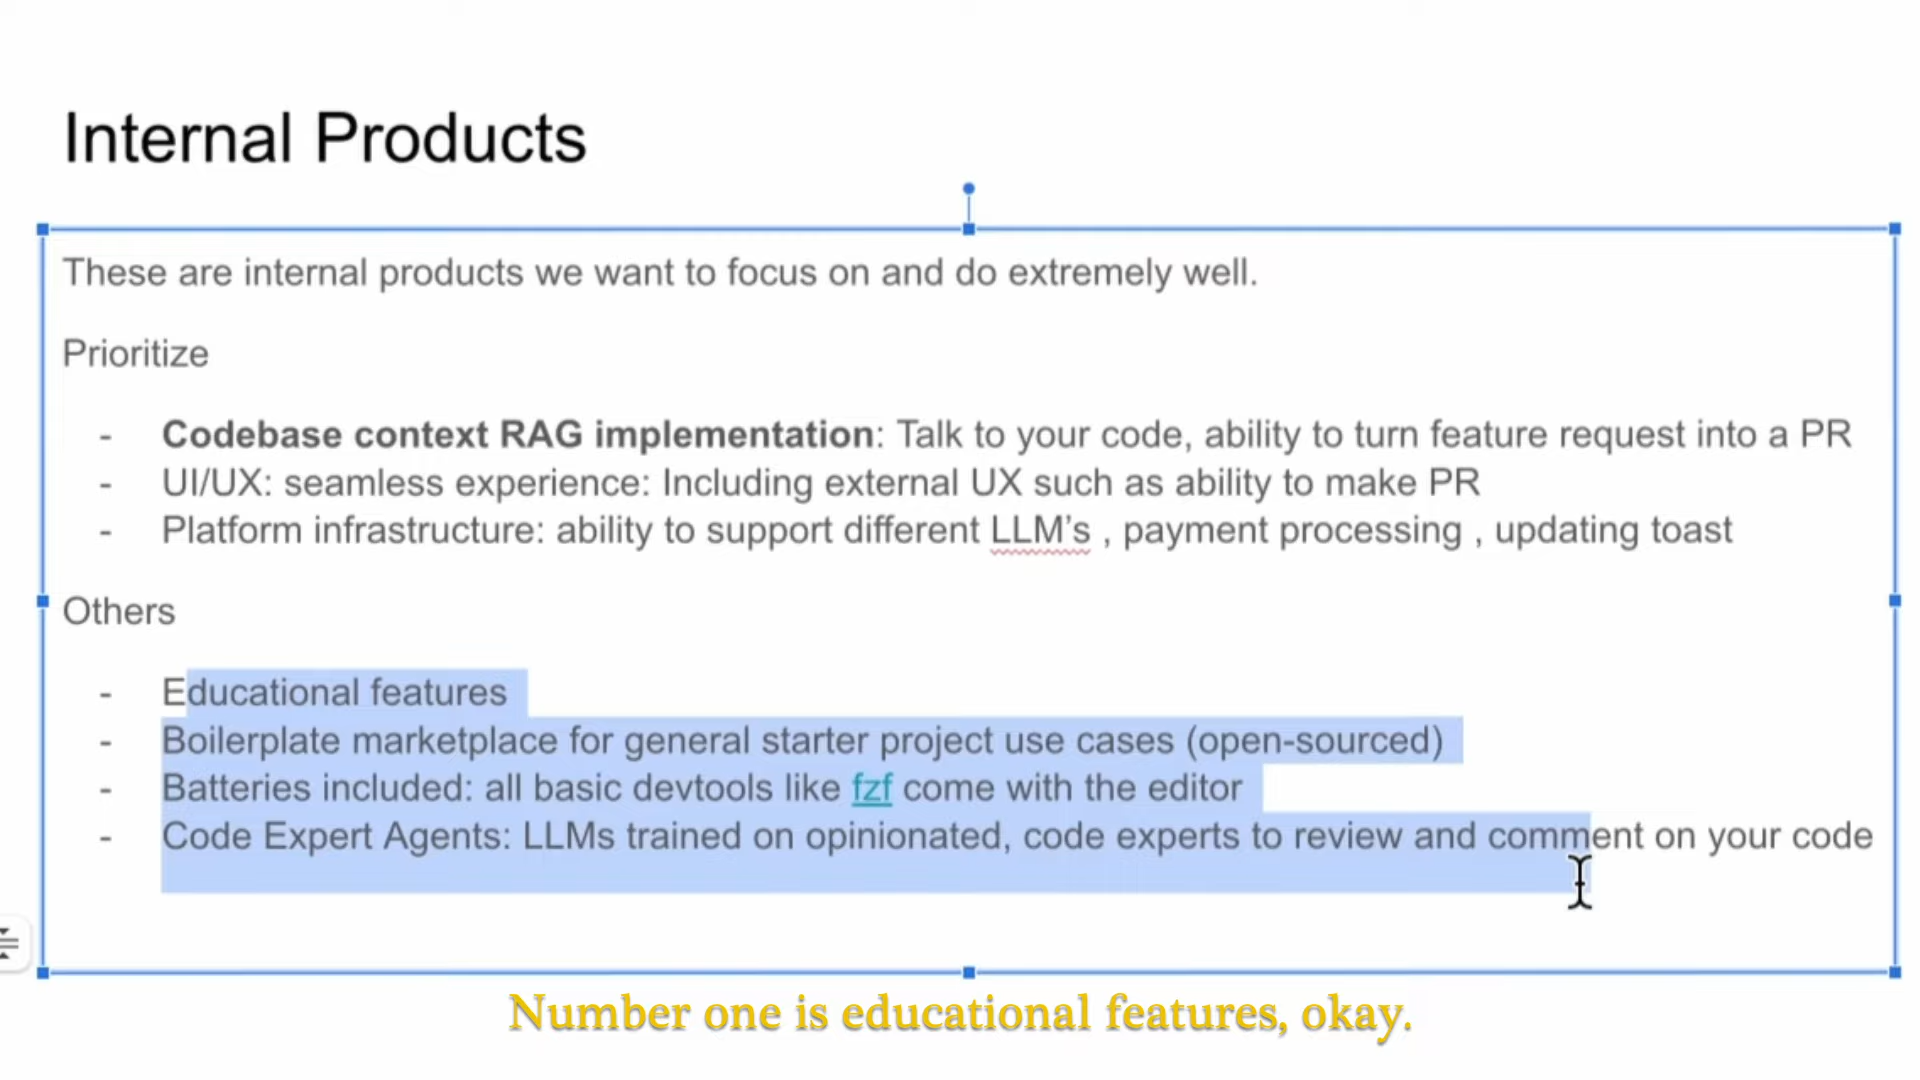 Internal Products
These are internal products we want to focus on and do extremely well.
Prioritize
- Codebase context RAG implementation: Talk to your code, ability to turn feature request into a PR
- UI/UX: seamless experience: Including external UX such as ability to make PR
- Platform infrastructure: ability to support different LLM’s , payment processing , updating toast
Others
- Educational features
- Boilerplate marketplace for general starter project use cases (open-sourced)
- Batteries included: all basic devtools like fzf come with the editor
- Code Expert Agents: LLMs trained on opinionated, code experts to review and comment on your code
Number one is educational features, okay.